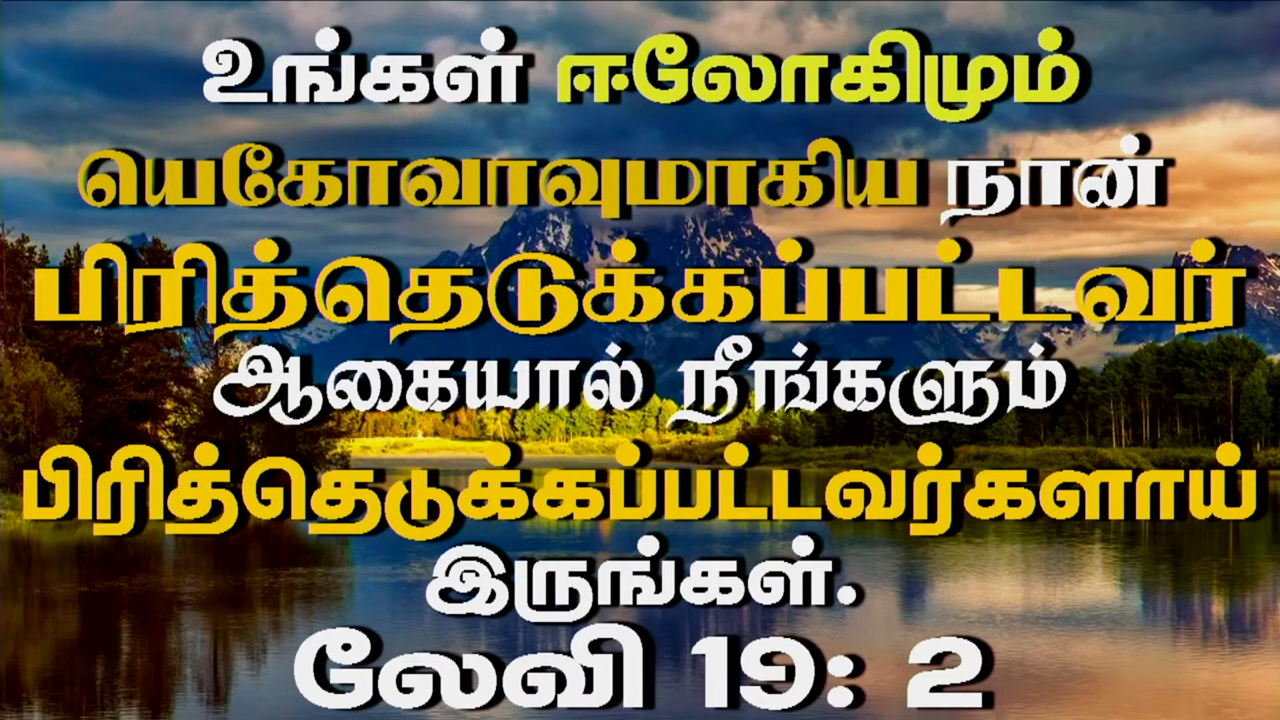 உங்கள் ஈலோகிமும்
யெகோவாவுமாகிய நான்
பிரித்தெடுக்கப்பட்டவர்
ஆகையால் நீங்களும்
பிரித்தெடுக்கப்பட்டவர்களாய்
இருங்கள்.
லேவி 19: 2